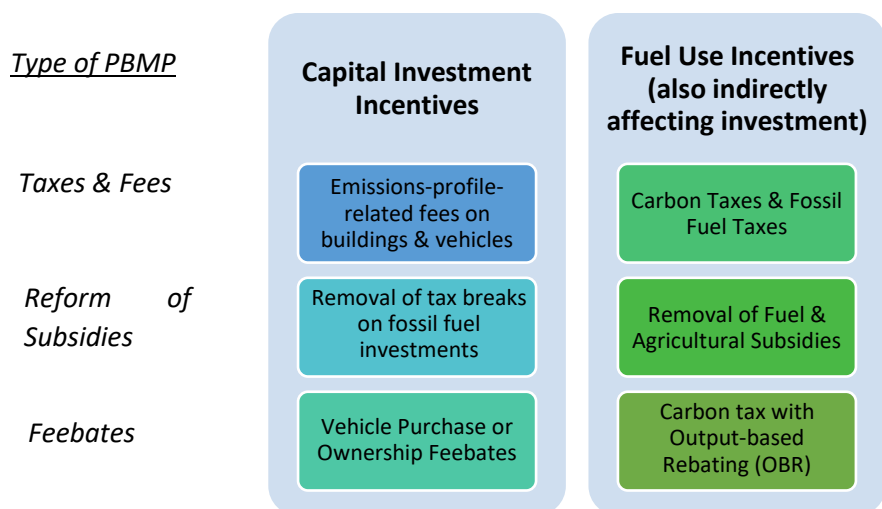 Type of PBMP
Capital Investment
Incentives
Fuel Use Incentives
(also indirectly
affecting investment)
Taxes & Fees
Emissions-profile-
related fees on
buildings & vehicles
Carbon Taxes & Fossil
Fuel Taxes
Reform of
Subsidies
Removal of tax breaks
on fossil fuel
investments
Removal of Fuel &
Agricultural Subsidies
Feebates
Vehicle Purchase or
Ownership Feebates
Carbon tax with
Output-based
Rebating (OBR)